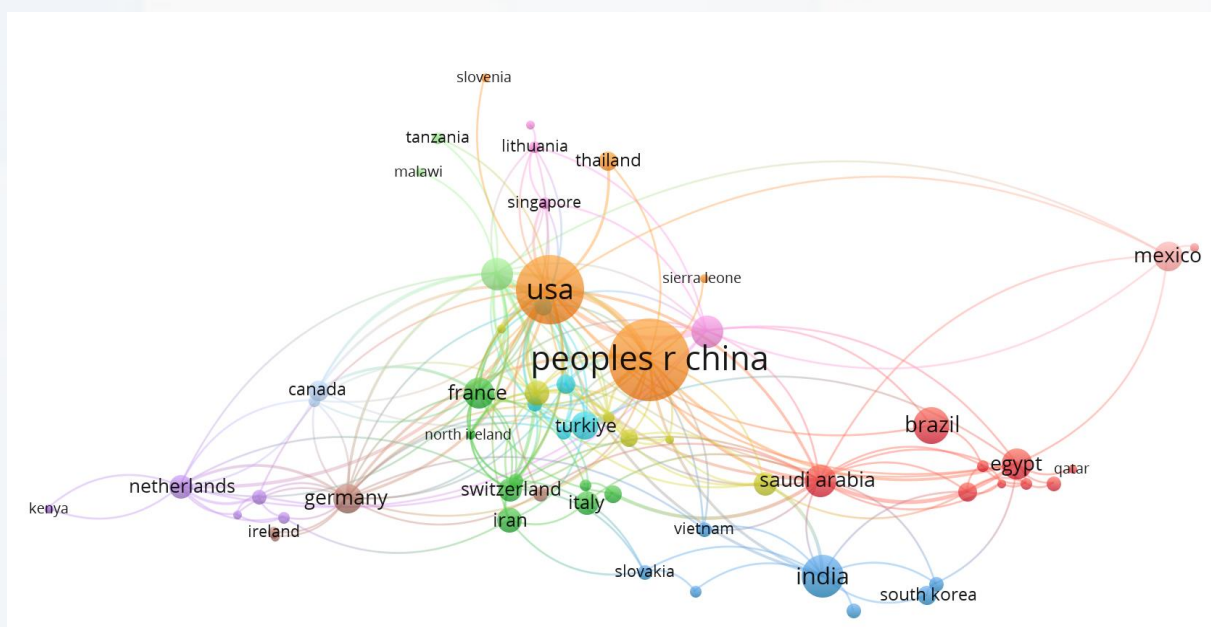 slovenia
tanzania
lithuania
thailand
malawi
singapore
mexico
sierra leone
usa
peoples r china
canada
france
brazil
turkiye
north ireland
egypt
qatar
saudi arabia
netherlands
switzerland
germany
italy
kenya
iran
vietnam
ireland
slovakia
india
south korea